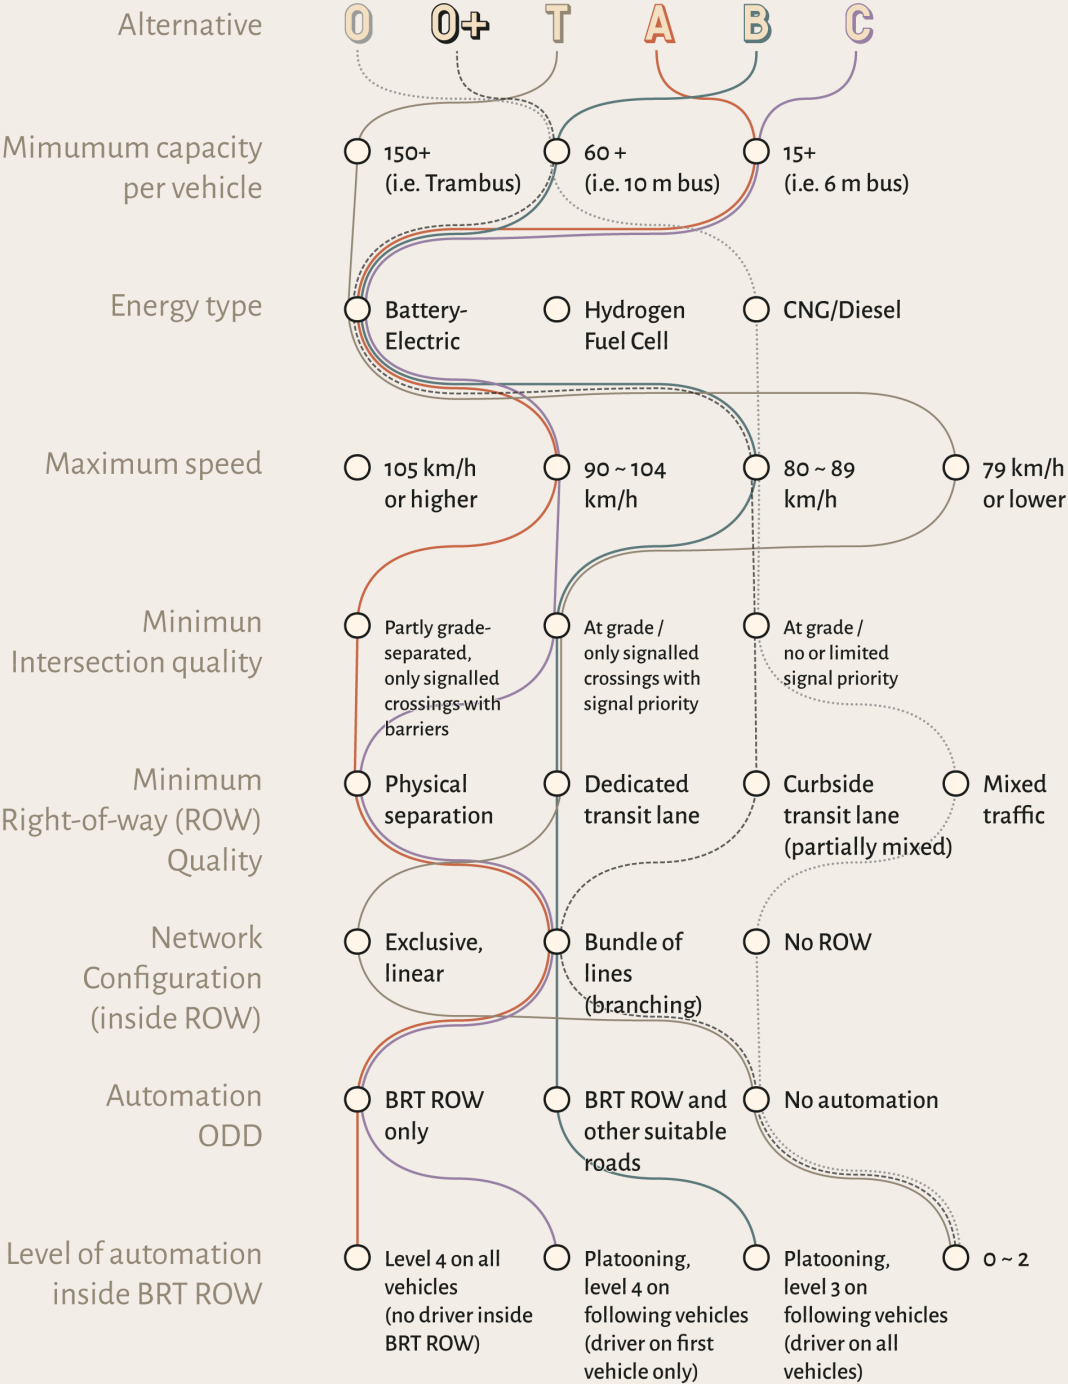 Alternative
O
O+
T
A
B
C
Mimumum capacity
per vehicle
150+
(i.e. Trambus)
60 +
(i.e. 10 m bus)
15+
(i.e. 6 m bus)
Energy type
Battery-
Electric
Hydrogen
Fuel Cell
CNG/Diesel
Maximum speed
105 km/h
or higher
90 ~ 104
km/h
80 ~ 89
km/h
79 km/h
or lower
Minimun
Intersection quality
Partly grade-
separated,
only signalled
crossings with
barriers
At grade /
only signalled
crossings with
signal priority
At grade /
no or limited
signal priority
Minimum
Right-of-way (ROW)
Quality
Physical
separation
Dedicated
transit lane
Curbside
transit lane
(partially mixed)
Mixed
traffic
Network
Configuration
(inside ROW)
Exclusive,
linear
Bundle of
lines
(branching)
No ROW
Automation
ODD
BRT ROW
only
BRT ROW and
other suitable
roads
No automation
Level of automation
inside BRT ROW
Level 4 on all
vehicles
(no driver inside
BRT ROW)
Platooning,
level 4 on
following vehicles
(driver on first
vehicle only)
Platooning,
level 3 on
following vehicles
(driver on all
vehicles)
0 ~ 2